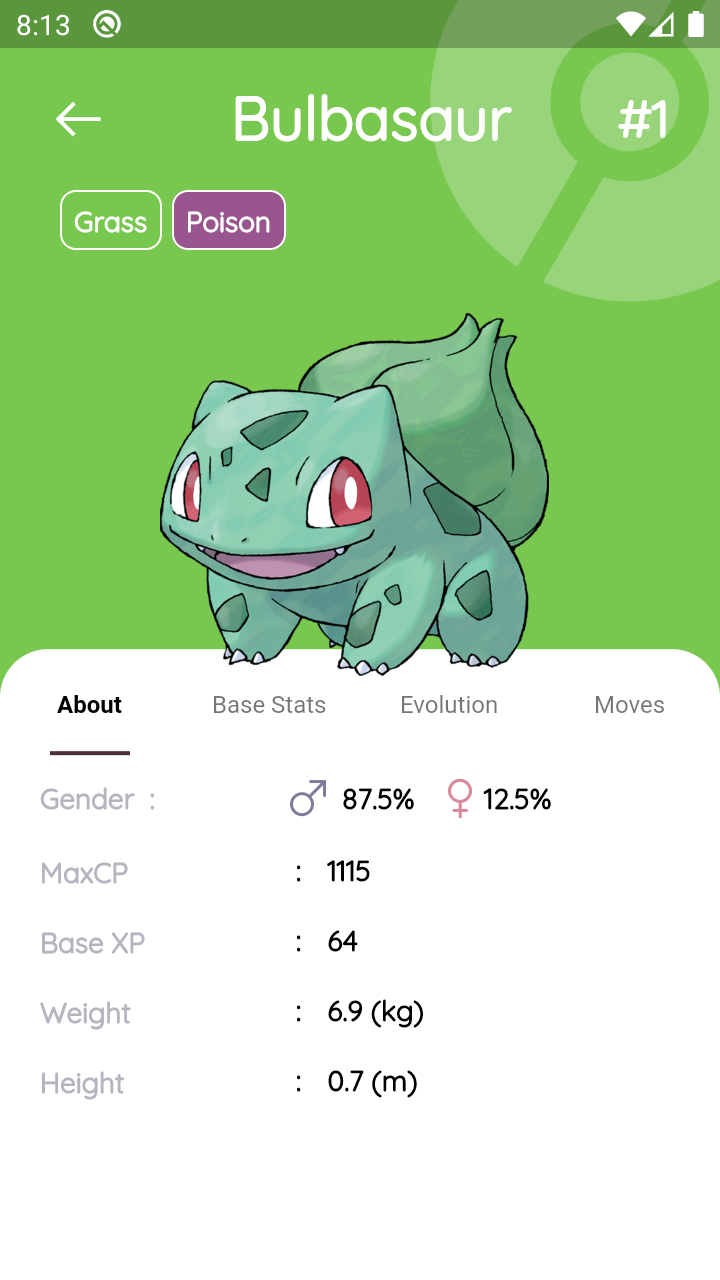 8:13
Bulbasaur #1
Grass Poison
About Base Stats Evolution Moves
Gender : 87.5% 12.5%
MaxCP : 1115
Base XP : 64
Weight : 6.9 (kg)
Height : 0.7 (m)